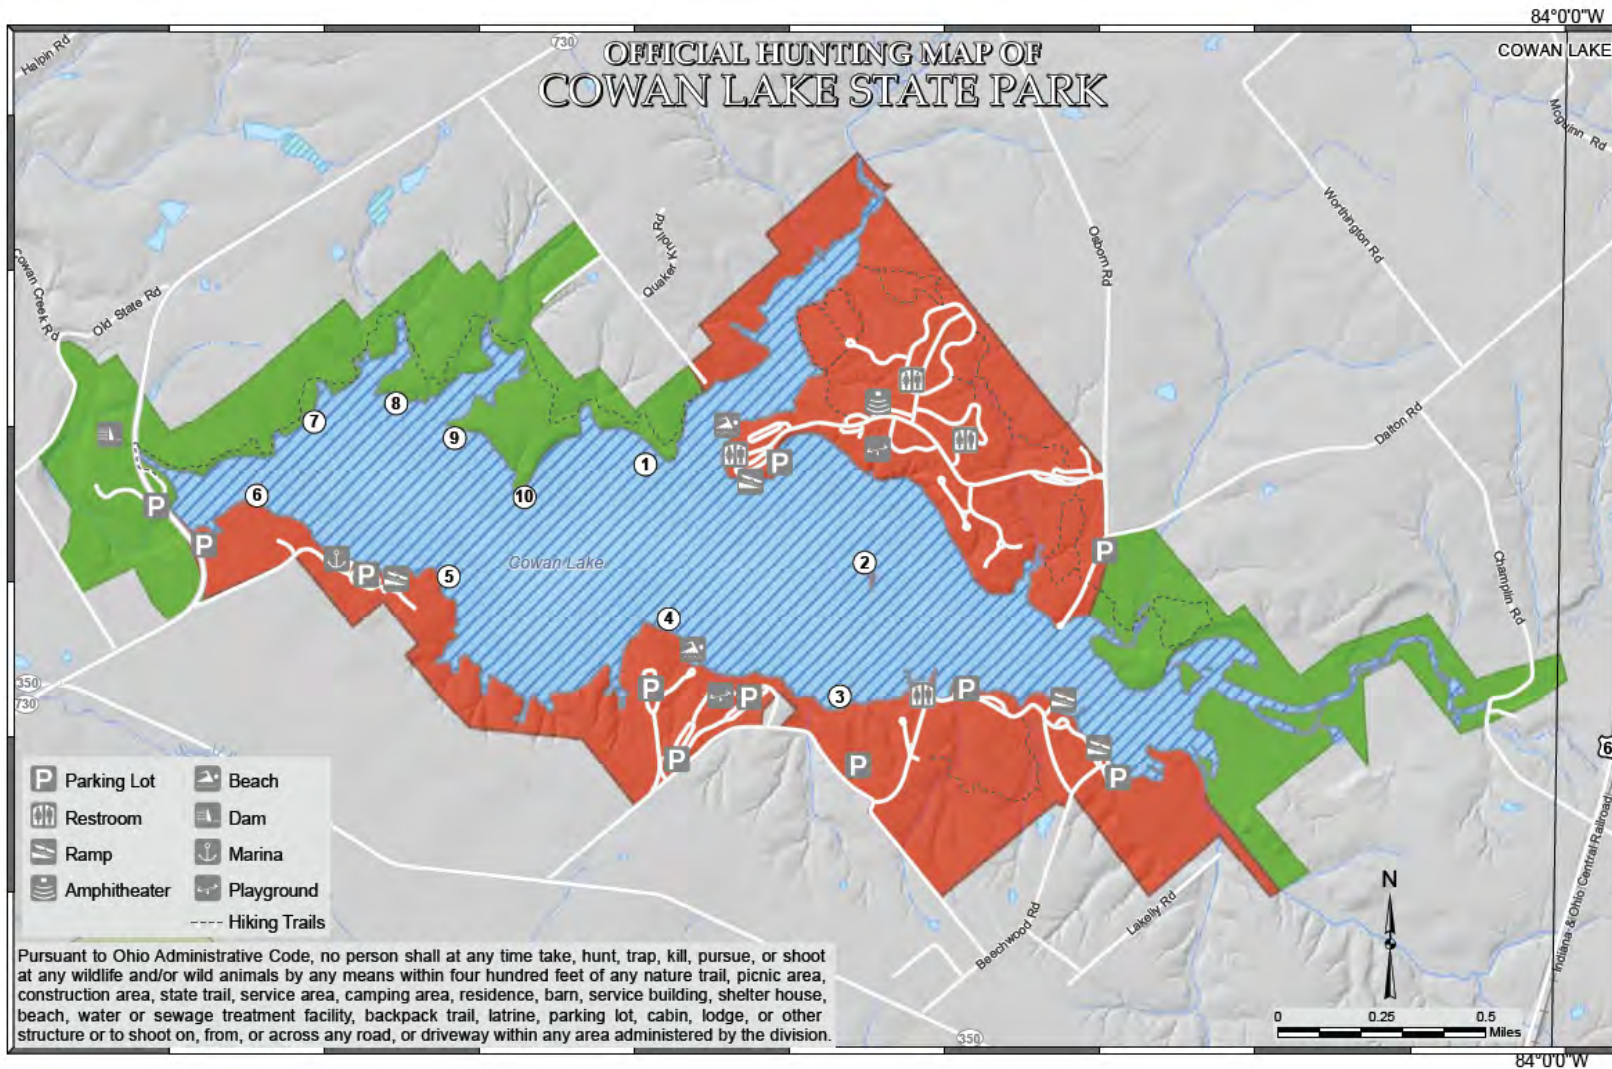 84°0'0"W
COWAN LAKE
OFFICIAL HUNTING MAP OF
COWAN LAKE STATE PARK
730
Halpin Rd
Mcguinn Rd
Worthington Rd
Osborn Rd
Quaker Knoll Rd
Cowan Creek Rd
Old State Rd
Dalton Rd
Champlin Rd
7
8
9
1
10
6
P
P
P
P
Cowan Lake
2
5
P
4
3
P
P
P
P
P
P
350
730
6
P Parking Lot
Beach
Restroom
Dam
Ramp
Marina
Amphitheater
Playground
Hiking Trails
N
Beechwood Rd
Lakelly Rd
Indiana & Ohio Central Railroad
Pursuant to Ohio Administrative Code, no person shall at any time take, hunt, trap, kill, pursue, or shoot
at any wildlife and/or wild animals by any means within four hundred feet of any nature trail, picnic area,
construction area, state trail, service area, camping area, residence, barn, service building, shelter house,
beach, water or sewage treatment facility, backpack trail, latrine, parking lot, cabin, lodge, or other
structure or to shoot on, from, or across any road, or driveway within any area administered by the division.
0 0.25 0.5
Miles
350
84°0'0"W